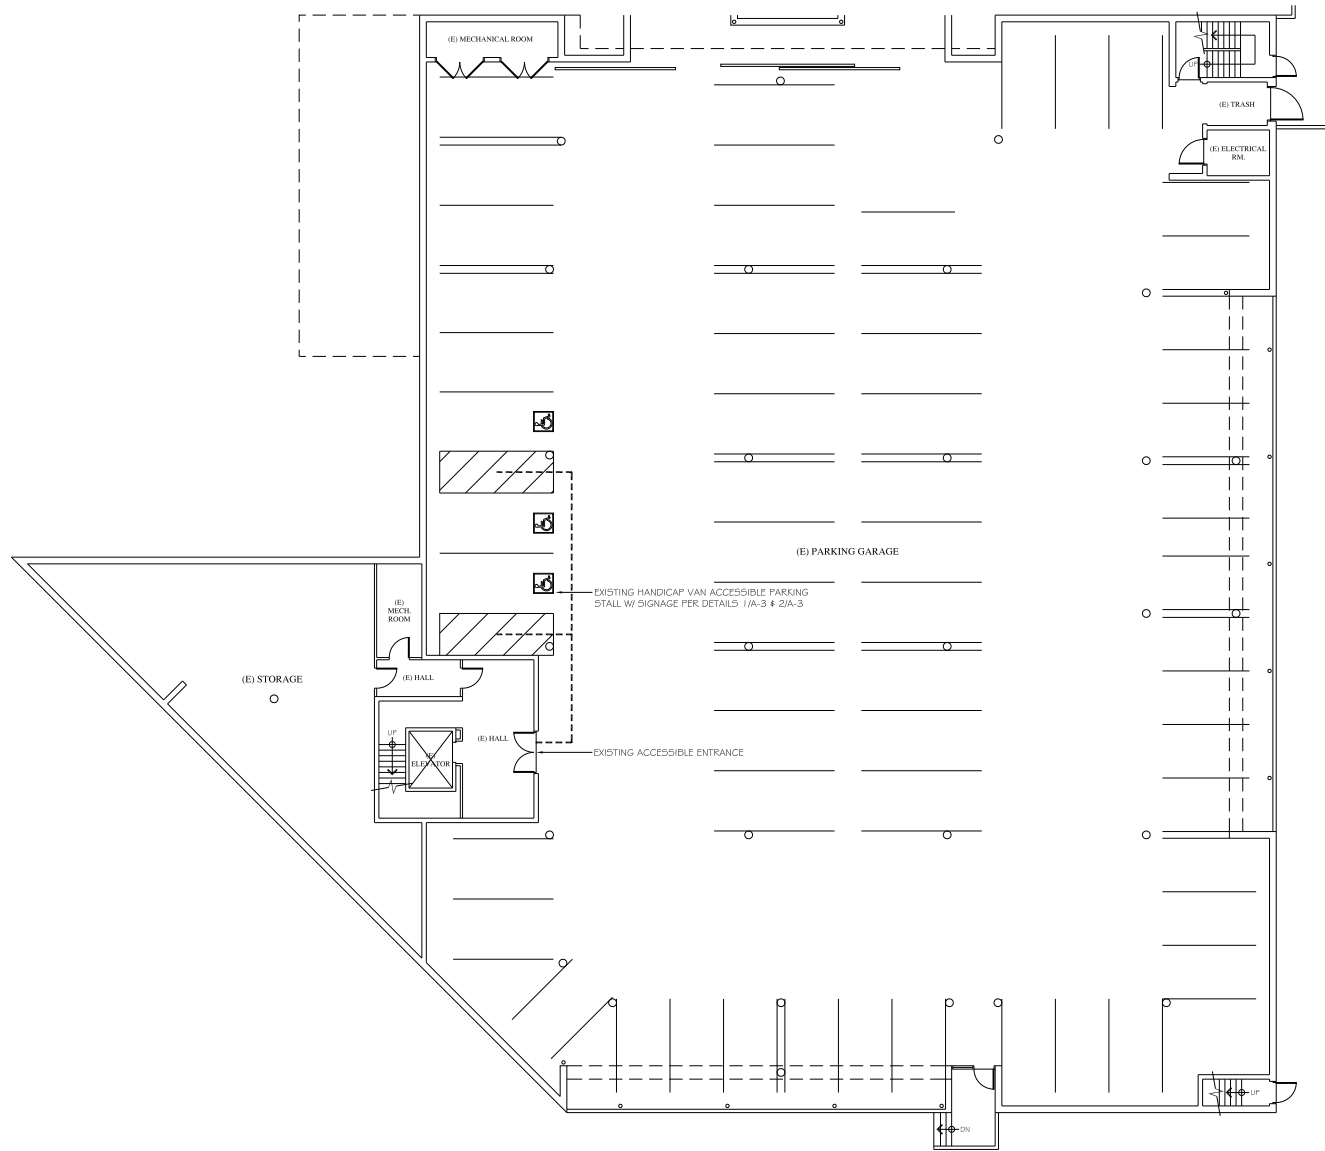 (E) MECHANICAL ROOM
UP
(E) TRASH
(E) ELECTRICAL
RM.
(E) PARKING GARAGE
EXISTING HANDICAP VAN ACCESSIBLE PARKING
STALL W/ SIGNAGE PER DETAILS 1/A-3 & 2/A-3
(E)
MECH.
ROOM
(E) STORAGE
(E) HALL
UP
(E) HALL
(E)
ELEVATOR
EXISTING ACCESSIBLE ENTRANCE
UP
DN